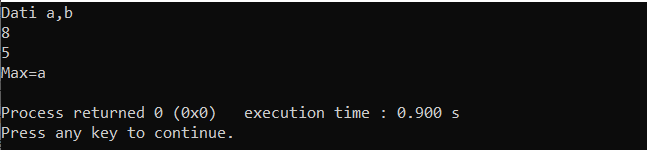 Dati a,b
8
5
Max=a
Process returned 0 (0x0)   execution time : 0.900 s
Press any key to continue.